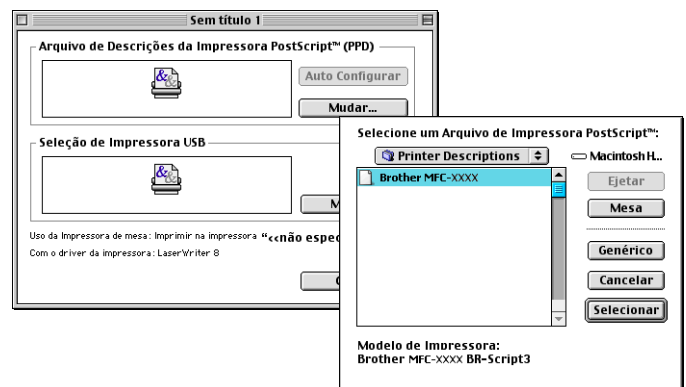 Sem título 1
Arquivo de Descrições da Impressora PostScript™ (PPD)
Auto Configurar
Mudar...
Seleção de Impressora USB
Uso da Impressora de mesa: Imprimir na impressora "‹‹não espec
Com o driver da impressora: LaserWriter 8
Selecione um Arquivo de Impressora PostScript™:
Printer Descriptions
Macintosh H...
Brother MFC-XXXX
Ejetar
Mesa
Genérico
Cancelar
Selecionar
Modelo de Impressora:
Brother MFC-XXXX BR-Script3